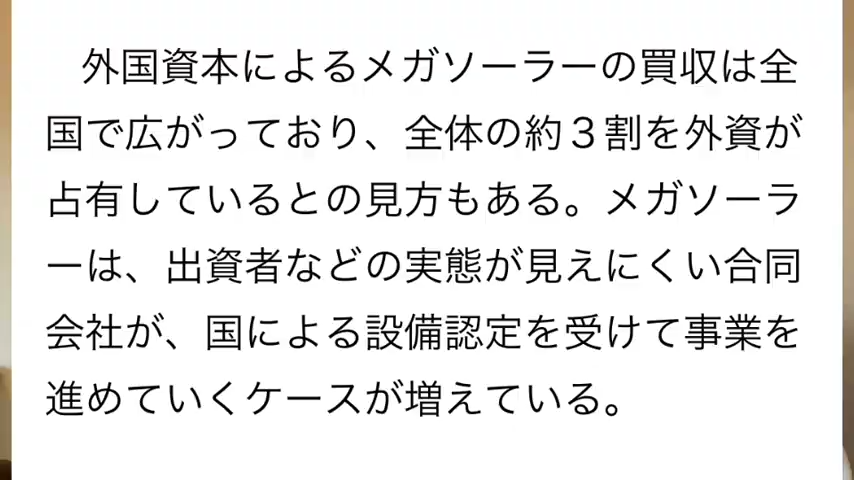 外国資本によるメガソーラーの買収は全
国で広がっており、全体の約３割を外資が
占有しているとの見方もある。メガソーラ
ーは、出資者などの実態が見えにくい合同
会社が、国による設備認定を受けて事業を
進めていくケースが増えている。